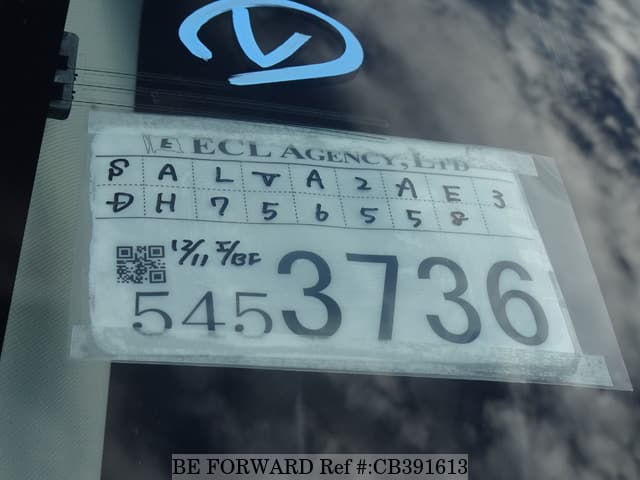 V
E ECL AGENCY, LTD
S A L V A 2 A E 3
D H 7 5 6 5 5 8
12/11 I/BF
5453736
BE FORWARD Ref #:CB391613